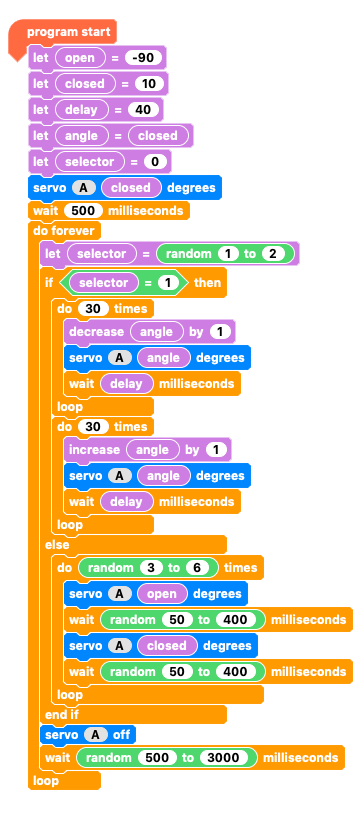 program start
let open = -90
let closed = 10
let delay = 40
let angle = closed
let selector = 0
servo A closed degrees
wait 500 milliseconds
do forever
let selector = random 1 to 2
if selector = 1 then
do 30 times
decrease angle by 1
servo A angle degrees
wait delay milliseconds
loop
do 30 times
increase angle by 1
servo A angle degrees
wait delay milliseconds
loop
else
do random 3 to 6 times
servo A open degrees
wait random 50 to 400 milliseconds
servo A closed degrees
wait random 50 to 400 milliseconds
loop
end if
servo A off
wait random 500 to 3000 milliseconds
loop